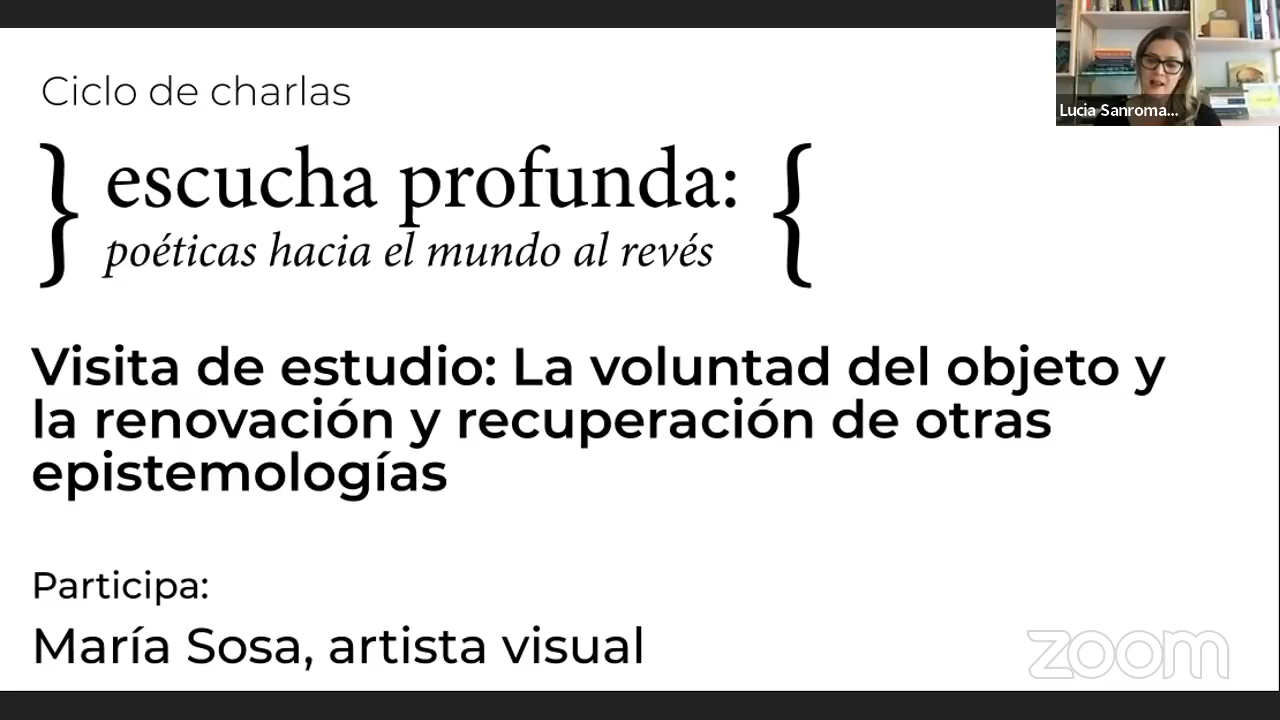 Ciclo de charlas
} escucha profunda: {
poéticas hacia el mundo al revés
Visita de estudio: La voluntad del objeto y
la renovación y recuperación de otras
epistemologías
Participa:
María Sosa, artista visual
Lucia Sanroma...
zoom